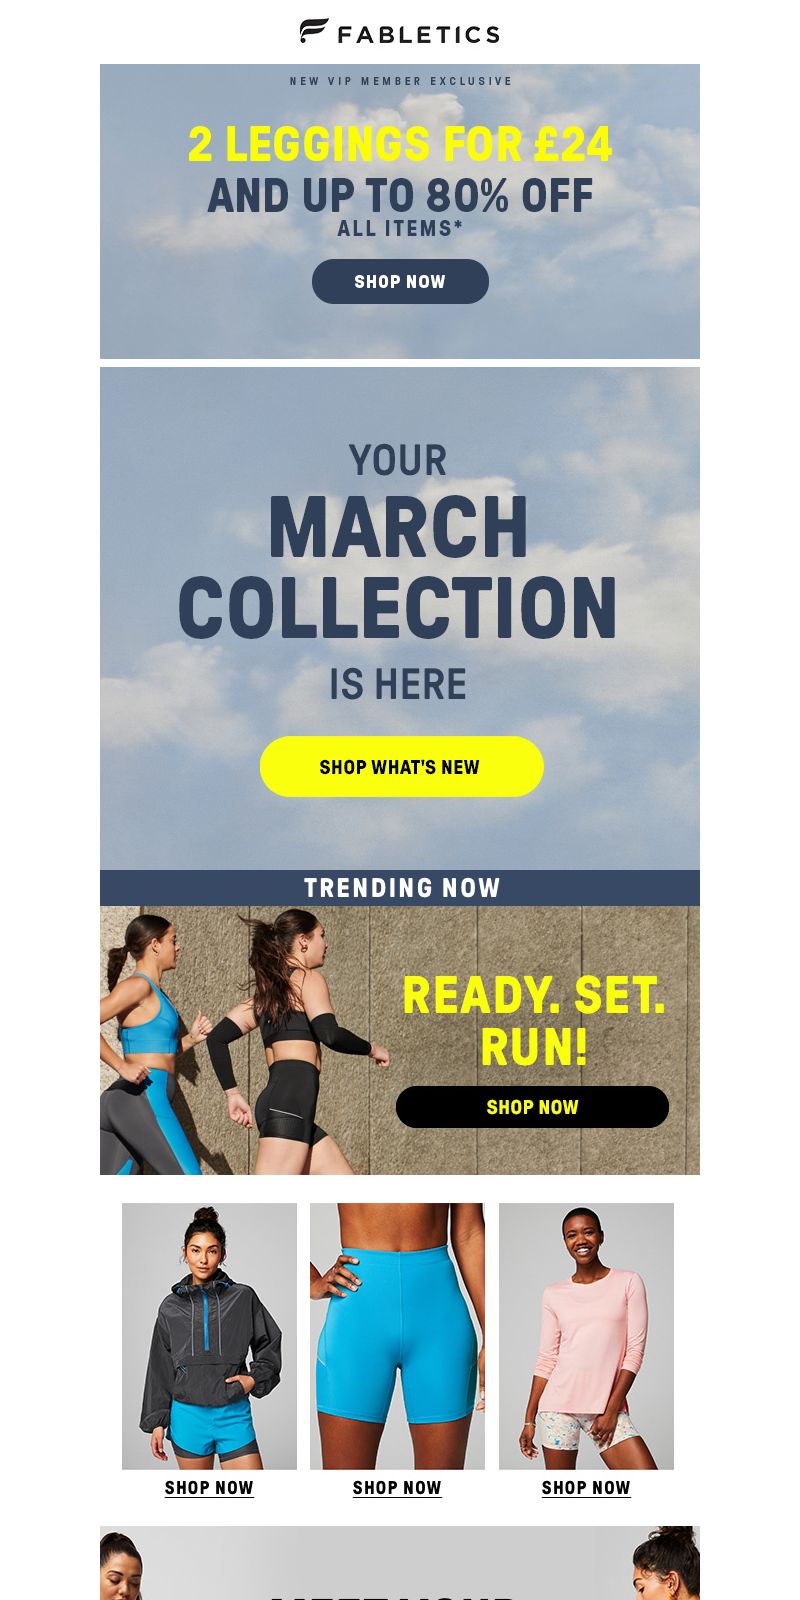 FABLETICS
NEW VIP MEMBER EXCLUSIVE
2 LEGGINGS FOR £24
AND UP TO 80% OFF
ALL ITEMS*
SHOP NOW
YOUR
MARCH
COLLECTION
IS HERE
SHOP WHAT'S NEW
TRENDING NOW
READY. SET.
RUN!
SHOP NOW
SHOP NOW
SHOP NOW
SHOP NOW